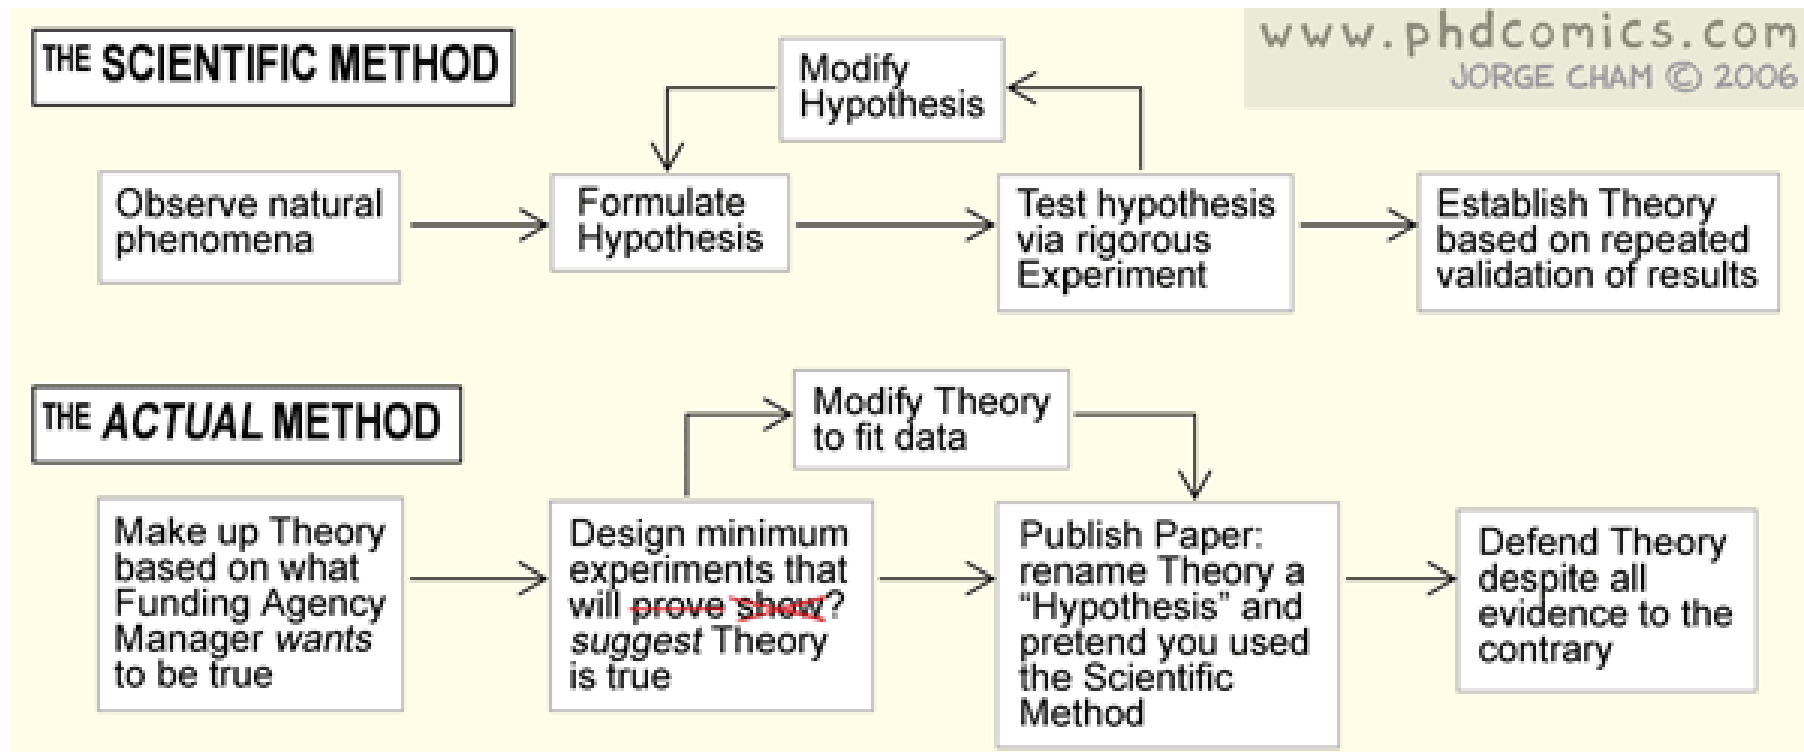 www.phdcomics.com
JORGE CHAM © 2006
THE SCIENTIFIC METHOD
Modify
Hypothesis
Observe natural
phenomena
Formulate
Hypothesis
Test hypothesis
via rigorous
Experiment
Establish Theory
based on repeated
validation of results
THE ACTUAL METHOD
Modify Theory
to fit data
Make up Theory
based on what
Funding Agency
Manager wants
to be true
Design minimum
experiments that
will prove show?
suggest Theory
is true
Publish Paper:
rename Theory a
“Hypothesis” and
pretend you used
the Scientific
Method
Defend Theory
despite all
evidence to the
contrary